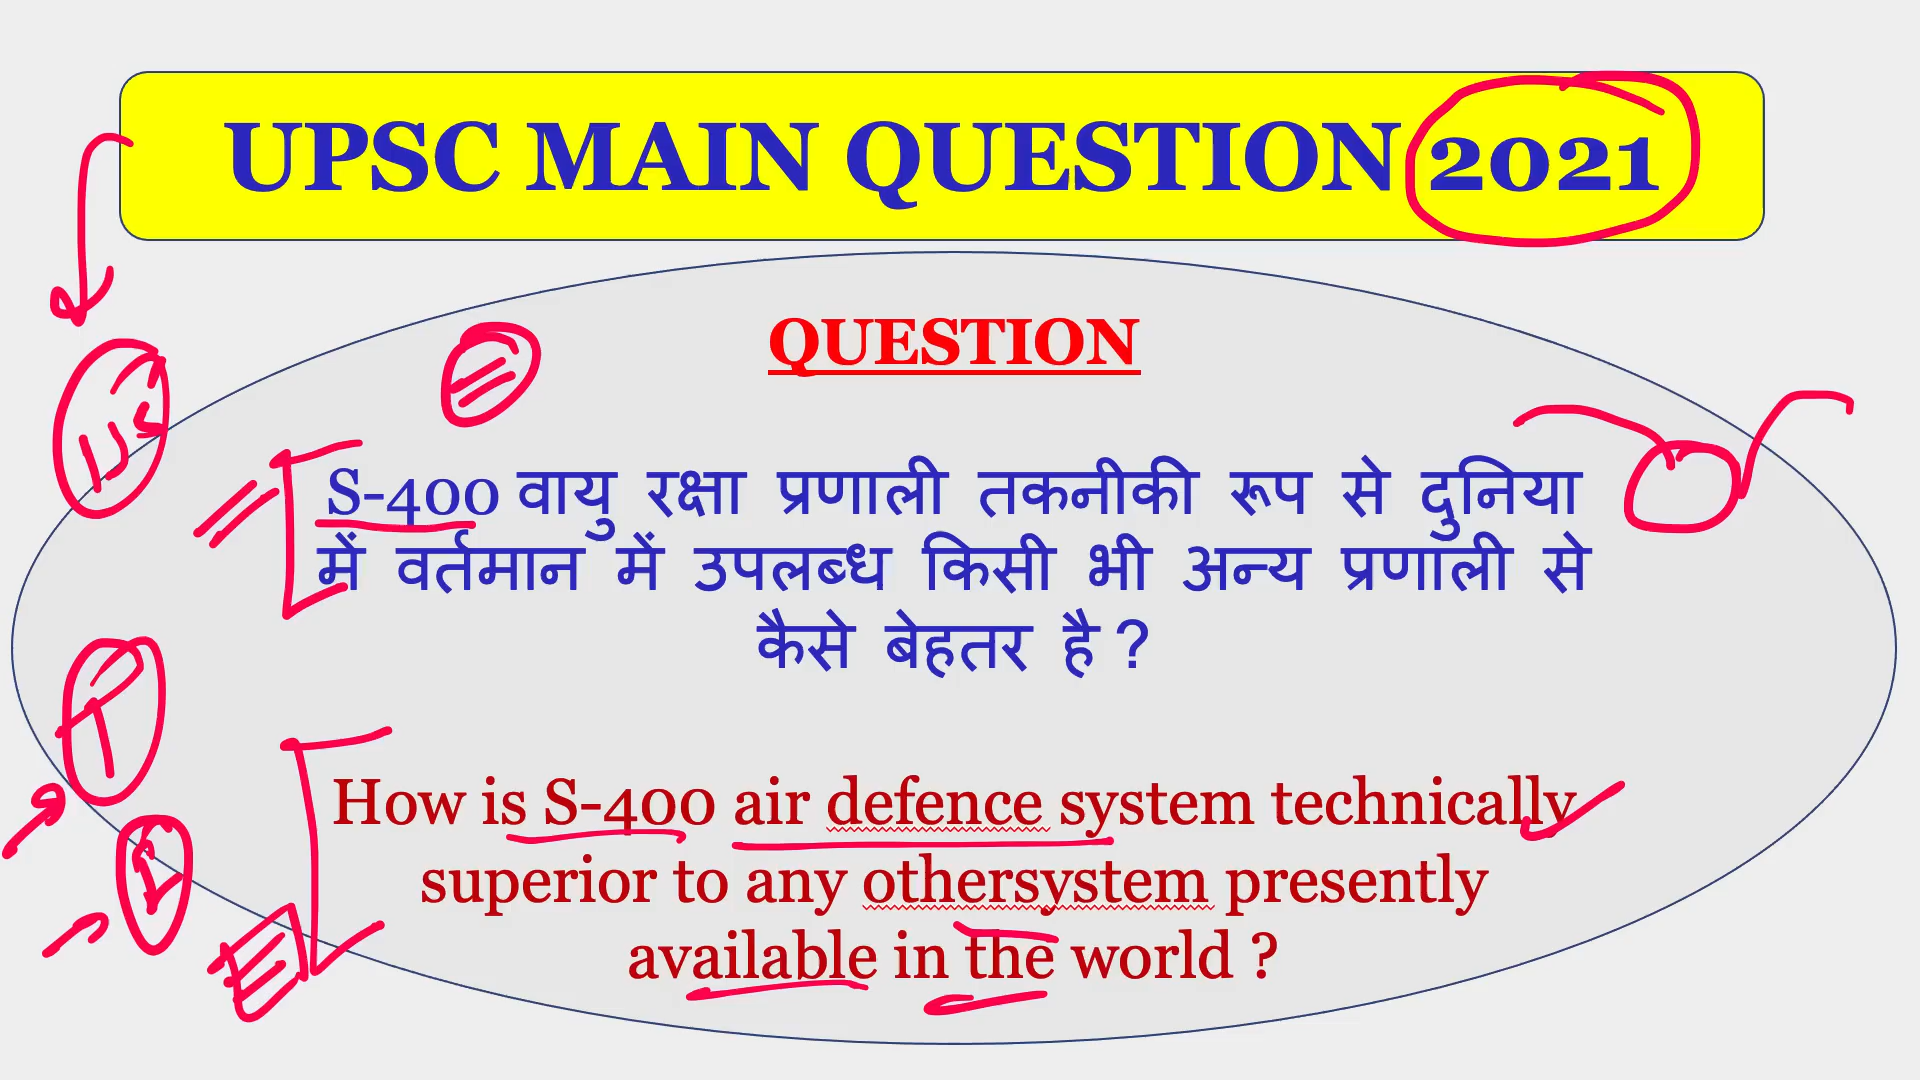 UPSC MAIN QUESTION 2021
QUESTION
S-400 वायु रक्षा प्रणाली तकनीकी रूप से दुनिया
में वर्तमान में उपलब्ध किसी भी अन्य प्रणाली से
कैसे बेहतर है ?
How is S-400 air defence system technically
superior to any othersystem presently
available in the world ?